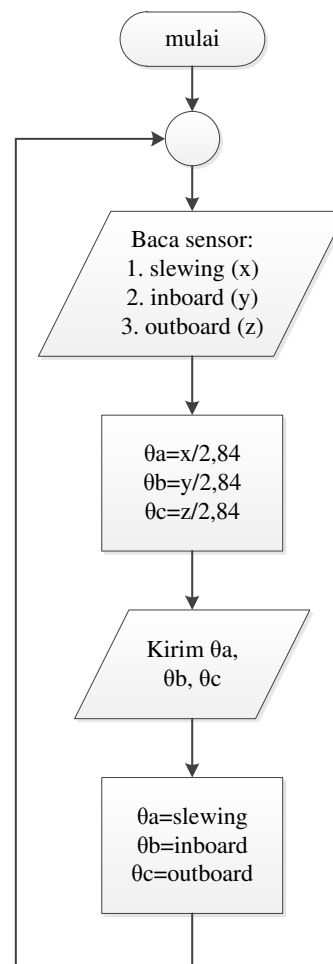 mulai
Baca sensor:
1. slewing (x)
2. inboard (y)
3. outboard (z)
θa=x/2,84
θb=y/2,84
θc=z/2,84
Kirim θa,
θb, θc
θa=slewing
θb=inboard
θc=outboard